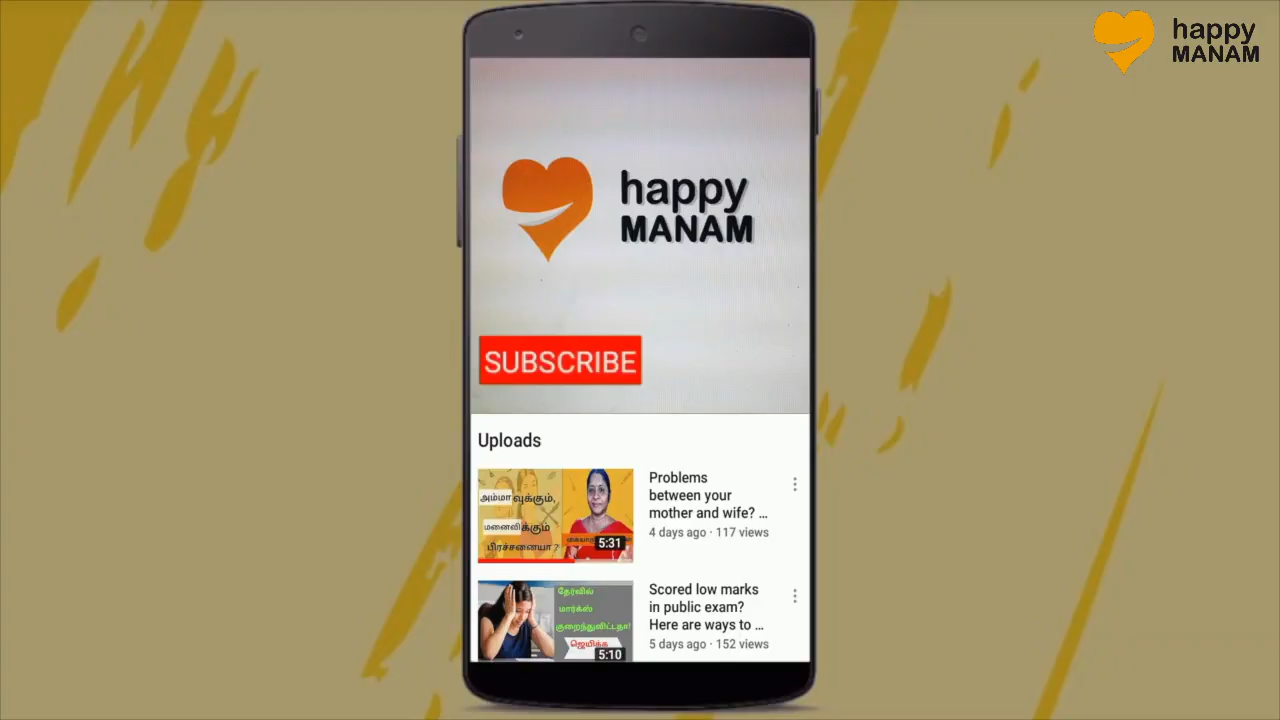 happy
MANAM
happy
MANAM
SUBSCRIBE
Uploads
அம்மாவுக்கும்,
மனைவிக்கும்
பிரச்சனையா ?
5:31
Problems
between your
mother and wife? ...
4 days ago · 117 views
தேர்வில்
மார்க்ஸ்
குறைந்துவிட்டதா?
ஜெயிக்க
5:10
Scored low marks
in public exam?
Here are ways to ...
5 days ago · 152 views